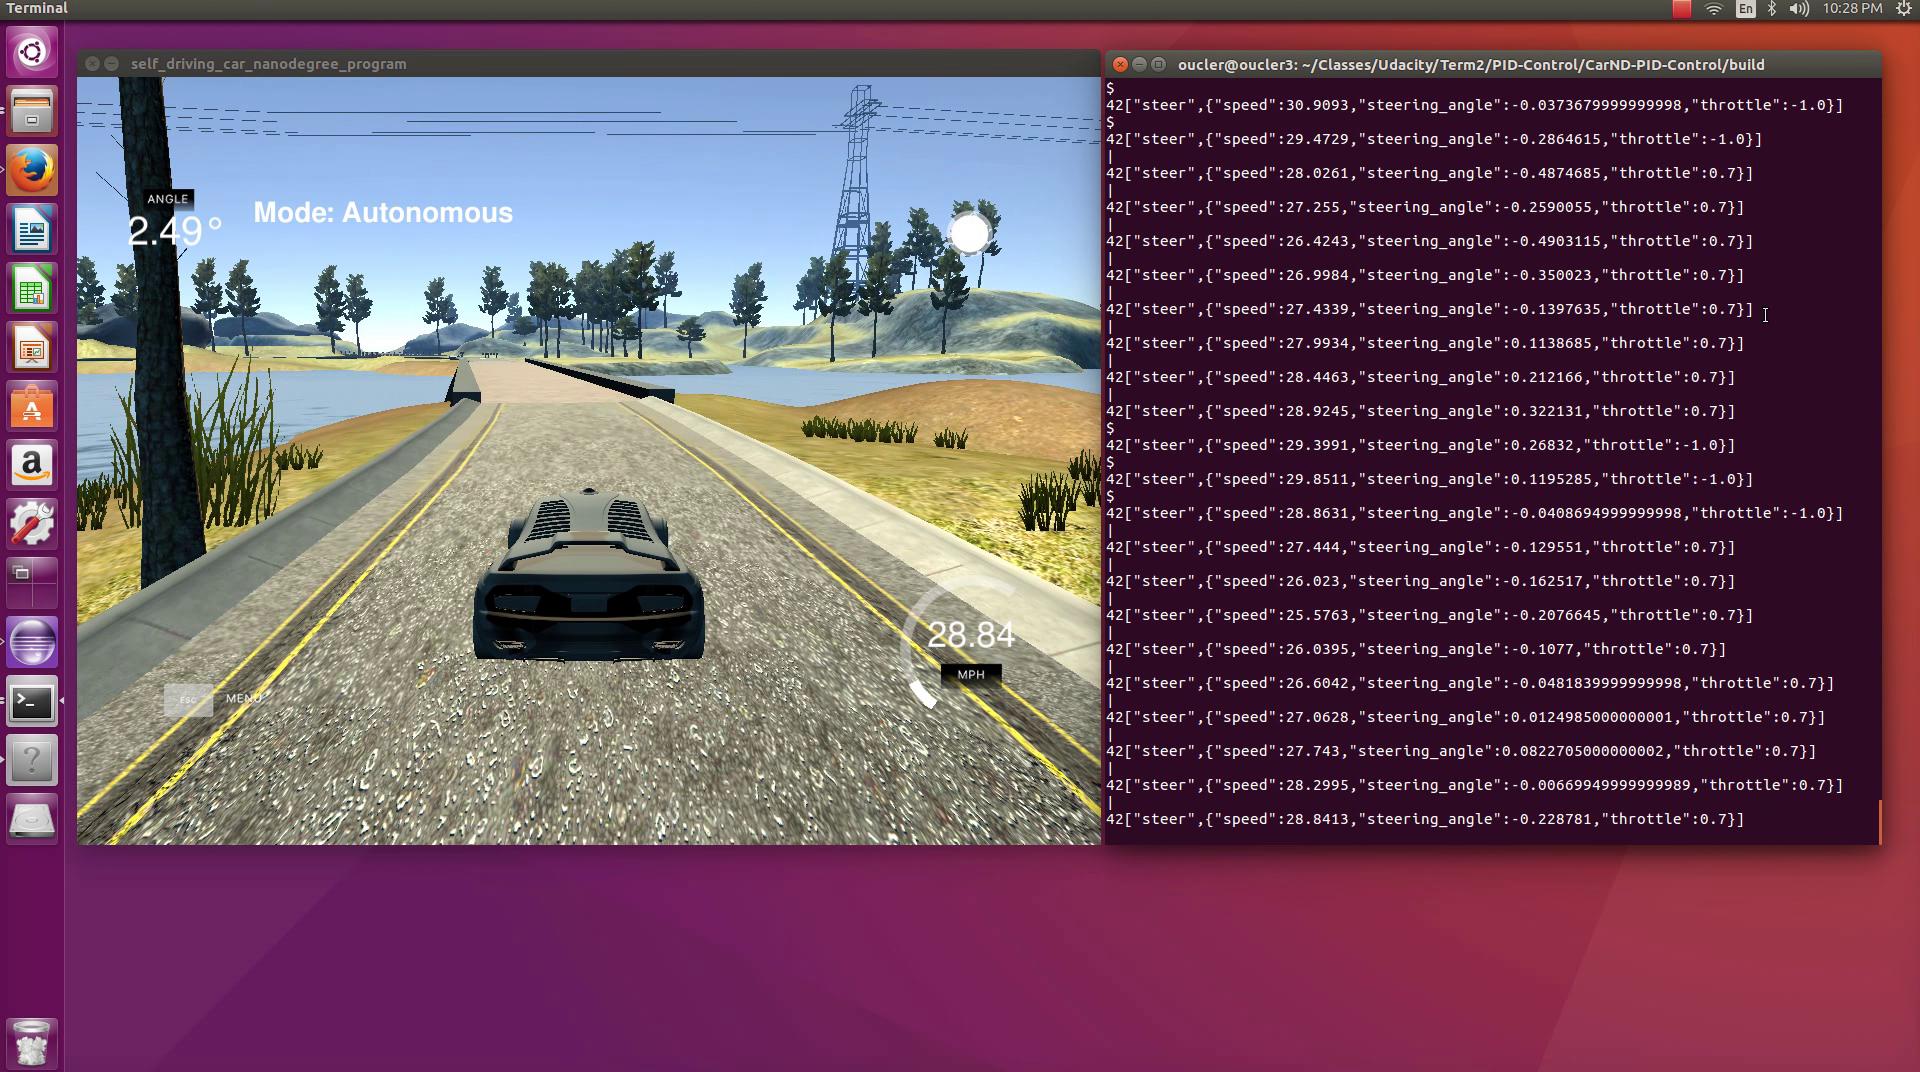 Terminal
En
10:28 PM
self_driving_car_nanodegree_program
ANGLE
2.49°
Mode: Autonomous
28.84
MPH
Esc
MENU
oucler@oucler3: ~/Classes/Udacity/Term2/PID-Control/CarND-PID-Control/build
$
42["steer",{"speed":30.9093,"steering_angle":-0.0373679999999998,"throttle":-1.0}]
$
42["steer",{"speed":29.4729,"steering_angle":-0.2864615,"throttle":-1.0}]
|
42["steer",{"speed":28.0261,"steering_angle":-0.4874685,"throttle":0.7}]
|
42["steer",{"speed":27.255,"steering_angle":-0.2590055,"throttle":0.7}]
|
42["steer",{"speed":26.4243,"steering_angle":-0.4903115,"throttle":0.7}]
|
42["steer",{"speed":26.9984,"steering_angle":-0.350023,"throttle":0.7}]
|
42["steer",{"speed":27.4339,"steering_angle":-0.1397635,"throttle":0.7}]
|
42["steer",{"speed":27.9934,"steering_angle":0.1138685,"throttle":0.7}]
|
42["steer",{"speed":28.4463,"steering_angle":0.212166,"throttle":0.7}]
|
42["steer",{"speed":28.9245,"steering_angle":0.322131,"throttle":0.7}]
$
42["steer",{"speed":29.3991,"steering_angle":0.26832,"throttle":-1.0}]
$
42["steer",{"speed":29.8511,"steering_angle":0.1195285,"throttle":-1.0}]
$
42["steer",{"speed":28.8631,"steering_angle":-0.0408694999999998,"throttle":-1.0}]
|
42["steer",{"speed":27.444,"steering_angle":-0.129551,"throttle":0.7}]
|
42["steer",{"speed":26.023,"steering_angle":-0.162517,"throttle":0.7}]
|
42["steer",{"speed":25.5763,"steering_angle":-0.2076645,"throttle":0.7}]
|
42["steer",{"speed":26.0395,"steering_angle":-0.1077,"throttle":0.7}]
|
42["steer",{"speed":26.6042,"steering_angle":-0.0481839999999998,"throttle":0.7}]
|
42["steer",{"speed":27.0628,"steering_angle":0.0124985000000001,"throttle":0.7}]
|
42["steer",{"speed":27.743,"steering_angle":0.0822705000000002,"throttle":0.7}]
|
42["steer",{"speed":28.2995,"steering_angle":-0.00669949999999989,"throttle":0.7}]
|
42["steer",{"speed":28.8413,"steering_angle":-0.228781,"throttle":0.7}]